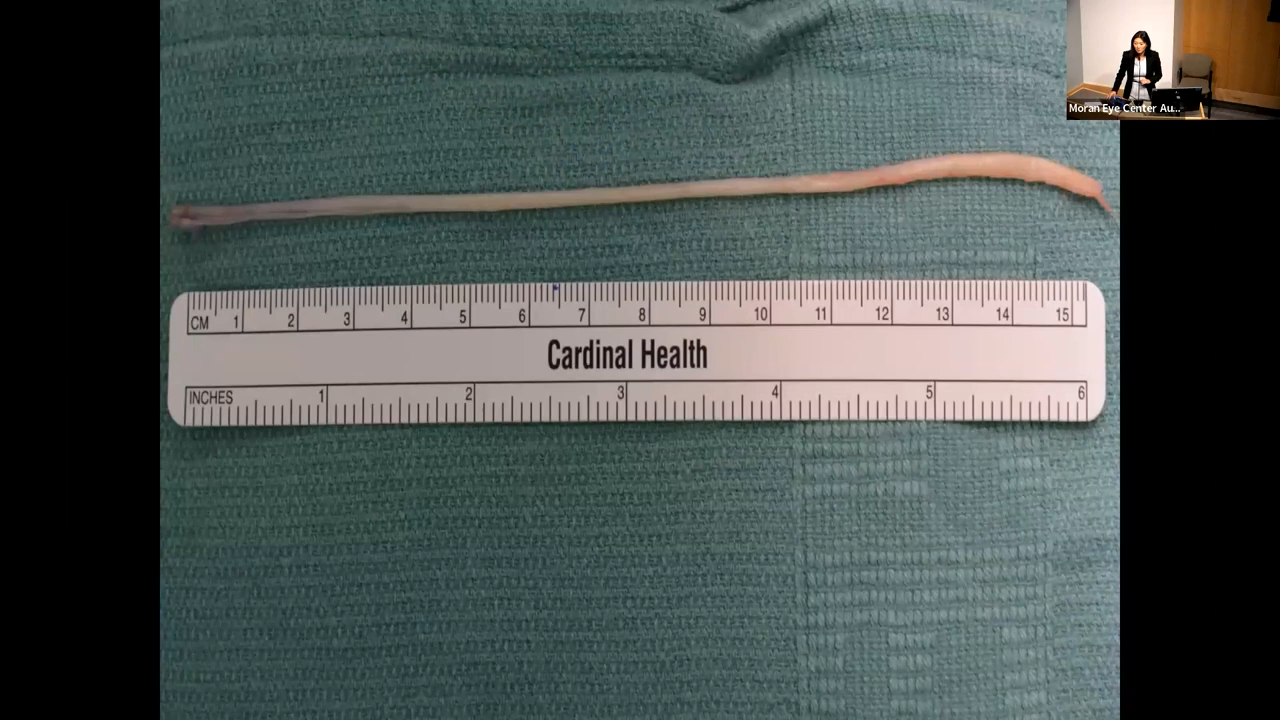 Moran Eye Center Au...
CM 1 2 3 4 5 6 7 8 9 10 11 12 13 14 15
Cardinal Health
INCHES 1 2 3 4 5 6